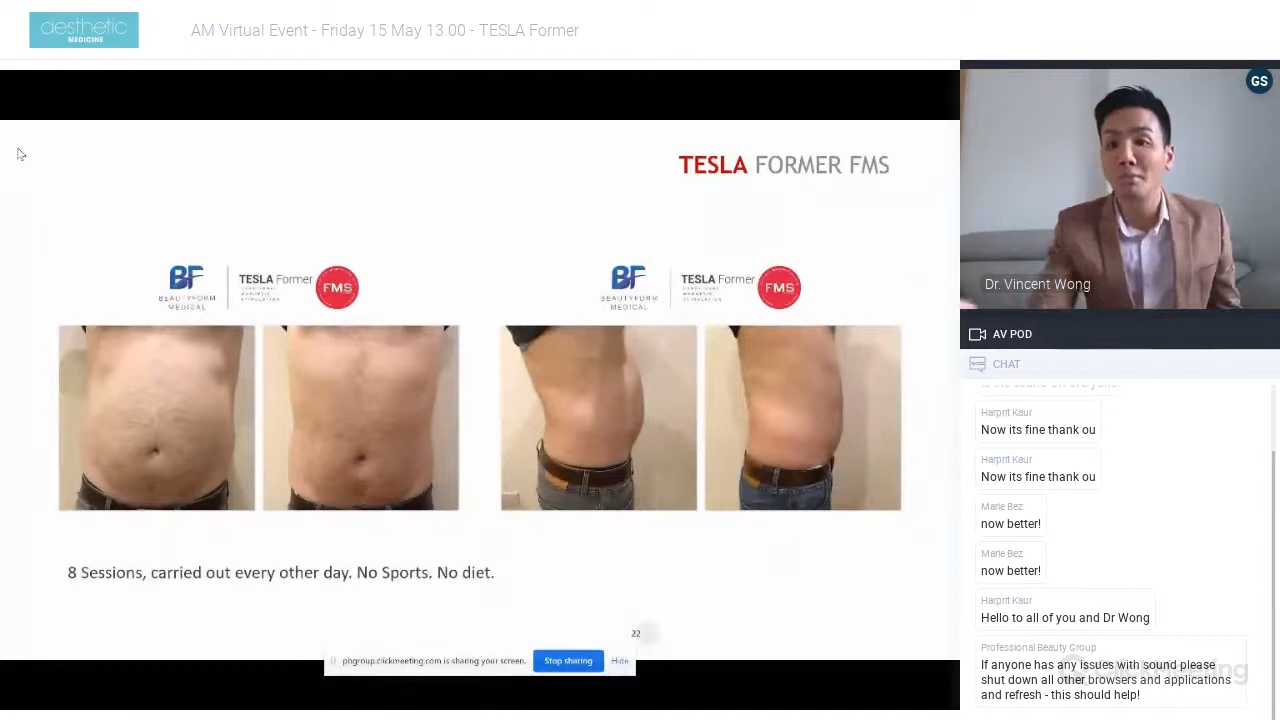 aesthetic
MEDICINE
AM Virtual Event - Friday 15 May 13.00 - TESLA Former
TESLA FORMER FMS
BF
BEAUTYFORM
MEDICAL
TESLA Former
FMS
BF
BEAUTYFORM
MEDICAL
TESLA Former
FMS
8 Sessions, carried out every other day. No Sports. No diet.
22
pbgroup.clickmeeting.com is sharing your screen.
Stop sharing
Hide
GS
Dr. Vincent Wong
AV POD
CHAT
Harprit Kaur
Now its fine thank ou
Harprit Kaur
Now its fine thank ou
Marie Bez
now better!
Marie Bez
now better!
Harprit Kaur
Hello to all of you and Dr Wong
Professional Beauty Group
If anyone has any issues with sound please
shut down all other browsers and applications
and refresh - this should help!
ClickMeeting